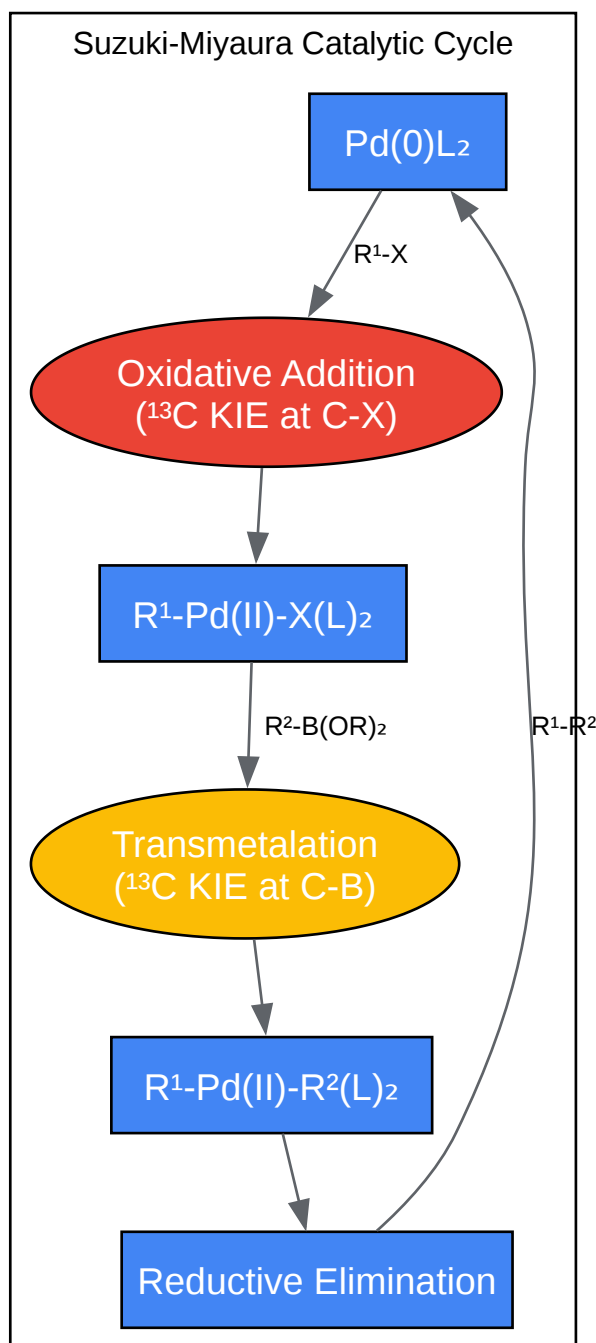 Suzuki-Miyaura Catalytic Cycle
Pd(0)L₂
R¹-X
Oxidative Addition
(¹³C KIE at C-X)
R¹-Pd(II)-X(L)₂
R²-B(OR)₂
R¹-R²
Transmetalation
(¹³C KIE at C-B)
R¹-Pd(II)-R²(L)₂
Reductive Elimination